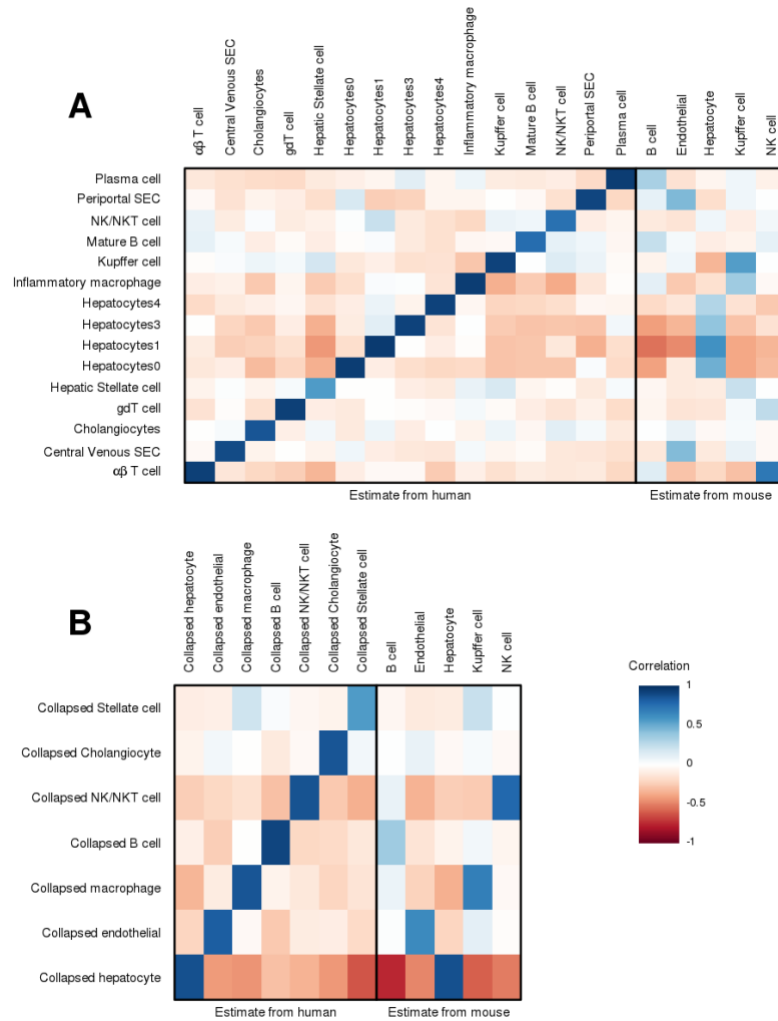 A
αβ T cell
Central Venous SEC
Cholangiocytes
gdT cell
Hepatic Stellate cell
Hepatocytes0
Hepatocytes1
Hepatocytes3
Hepatocytes4
Inflammatory macrophage
Kupffer cell
Mature B cell
NK/NKT cell
Periportal SEC
Plasma cell
B cell
Endothelial
Hepatocyte
Kupffer cell
NK cell
Plasma cell
Periportal SEC
NK/NKT cell
Mature B cell
Kupffer cell
Inflammatory macrophage
Hepatocytes4
Hepatocytes3
Hepatocytes1
Hepatocytes0
Hepatic Stellate cell
gdT cell
Cholangiocytes
Central Venous SEC
αβ T cell
Estimate from human
Estimate from mouse
B
Collapsed hepatocyte
Collapsed endothelial
Collapsed macrophage
Collapsed B cell
Collapsed NK/NKT cell
Collapsed Cholangiocyte
Collapsed Stellate cell
B cell
Endothelial
Hepatocyte
Kupffer cell
NK cell
Collapsed Stellate cell
Collapsed Cholangiocyte
Collapsed NK/NKT cell
Collapsed B cell
Collapsed macrophage
Collapsed endothelial
Collapsed hepatocyte
Estimate from human
Estimate from mouse
Correlation
1
0.5
0
-0.5
-1